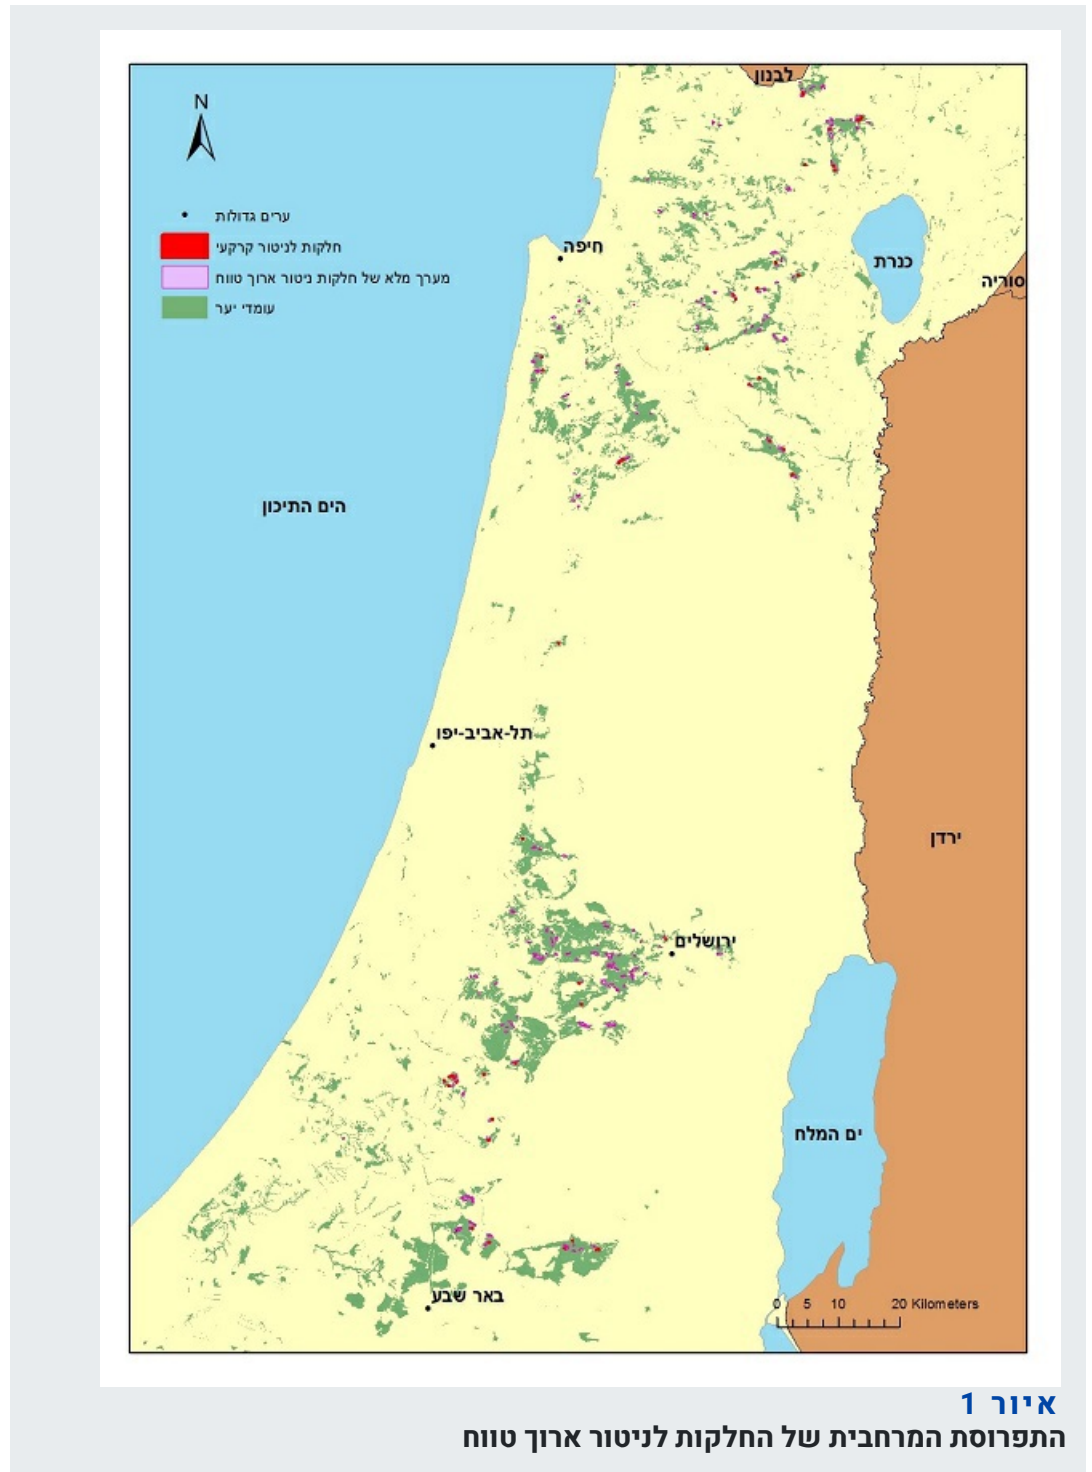 לבנון
N
ערים גדולות
חלקות לניטור קרקעי
מערך מלא של חלקות ניטור ארוך טווח
עומדי יער
חיפה
כנרת
סוריה
הים התיכון
תל-אביב-יפו
ירדן
ירושלים
ים המלח
באר שבע
0 5 10 20 Kilometers
איור 1
התפרוסת המרחבית של החלקות לניטור ארוך טווח